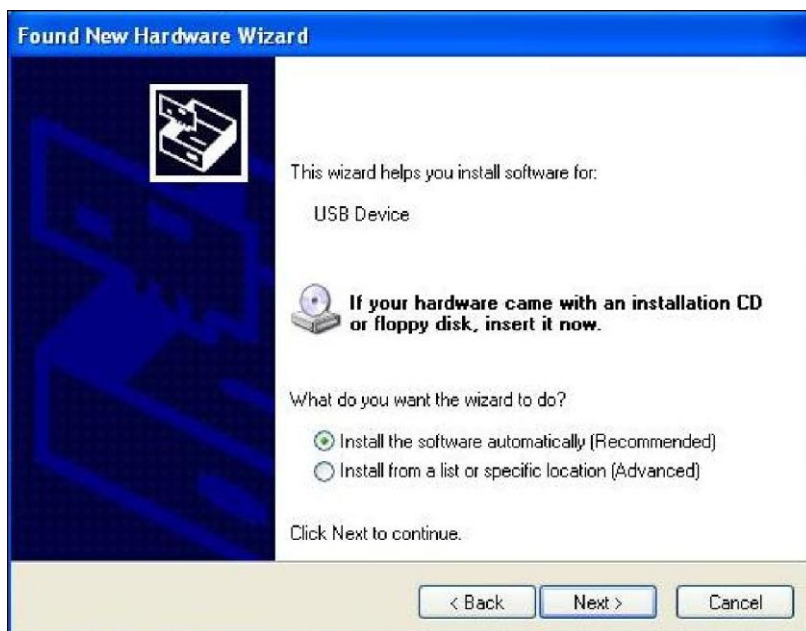 Found New Hardware Wizard
This wizard helps you install software for:
USB Device
If your hardware came with an installation CD
or floppy disk, insert it now.
What do you want the wizard to do?
Install the software automatically (Recommended)
Install from a list or specific location (Advanced)
Click Next to continue.
< Back Next > Cancel